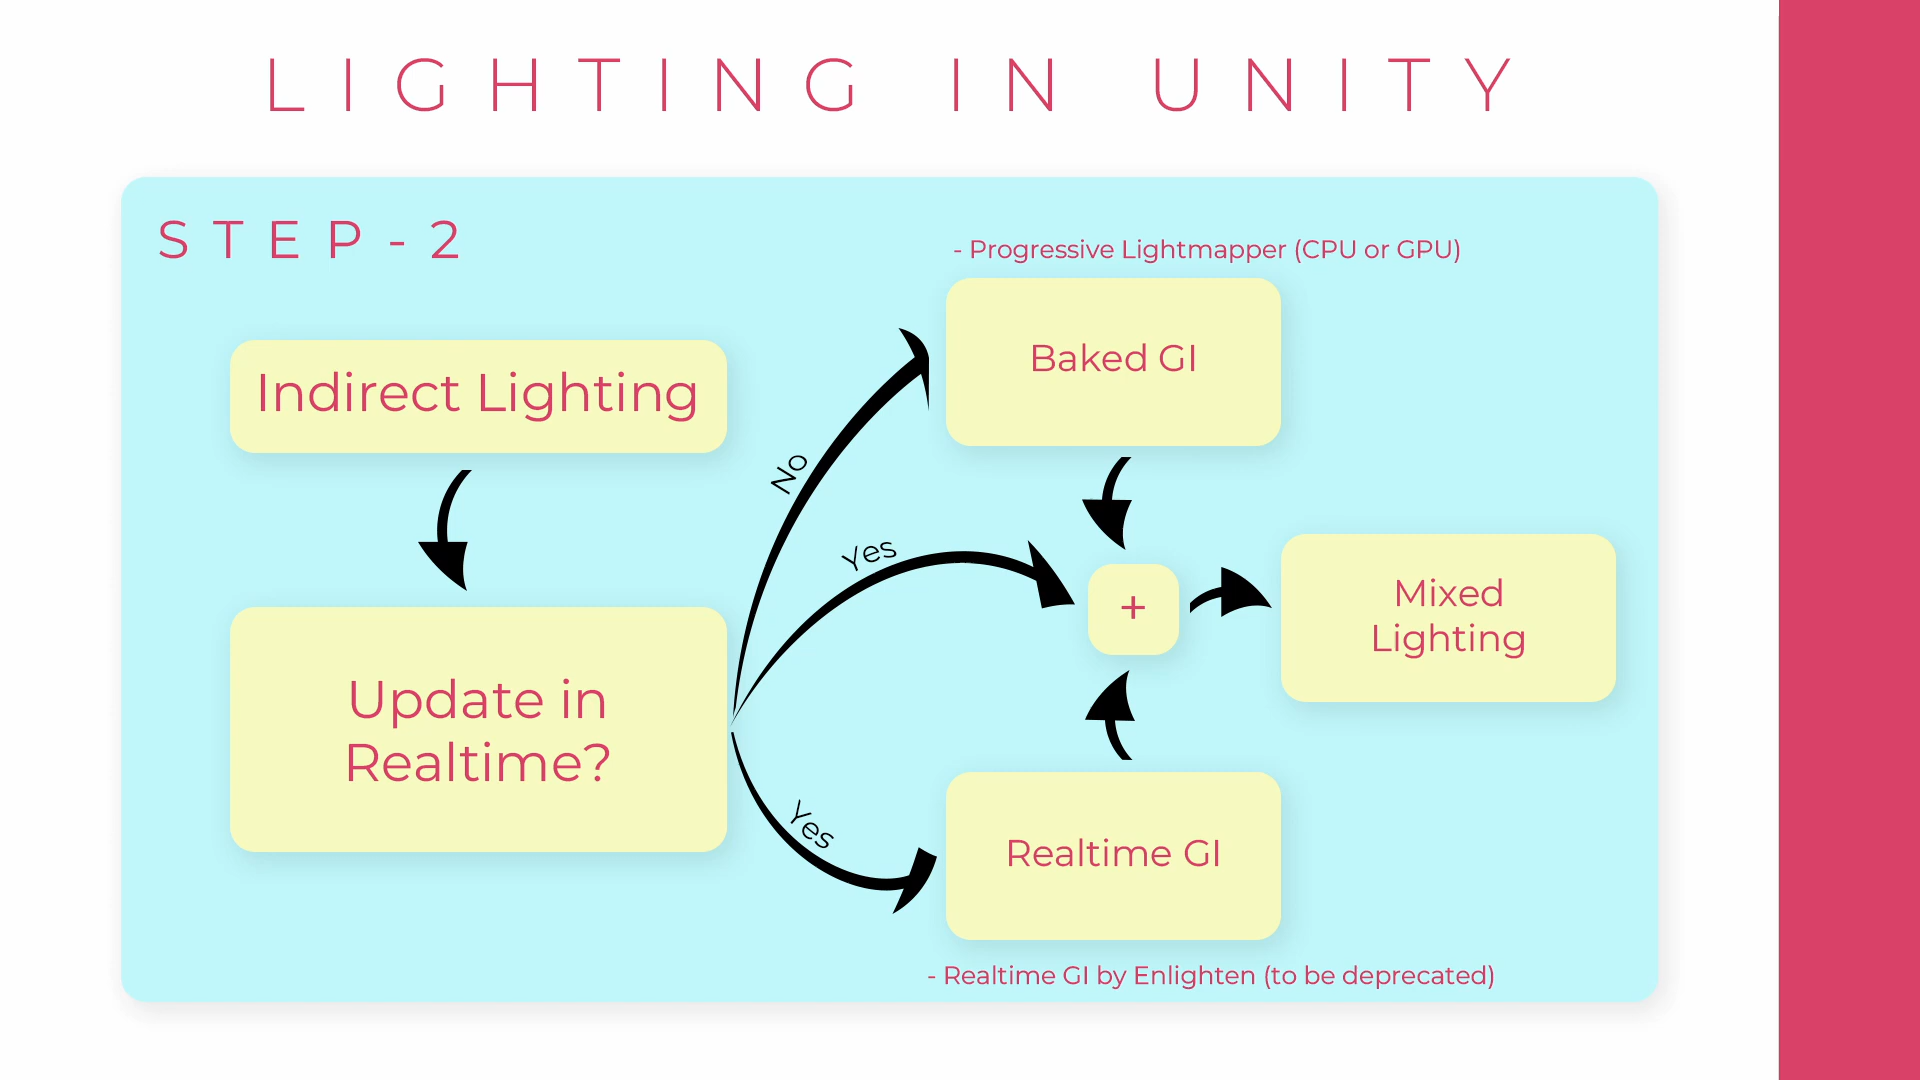 LIGHTING IN UNITY
STEP-2
- Progressive Lightmapper (CPU or GPU)
Baked GI
Indirect Lighting
No
Yes
+
Mixed
Lighting
Update in
Realtime?
Yes
Realtime GI
- Realtime GI by Enlighten (to be deprecated)